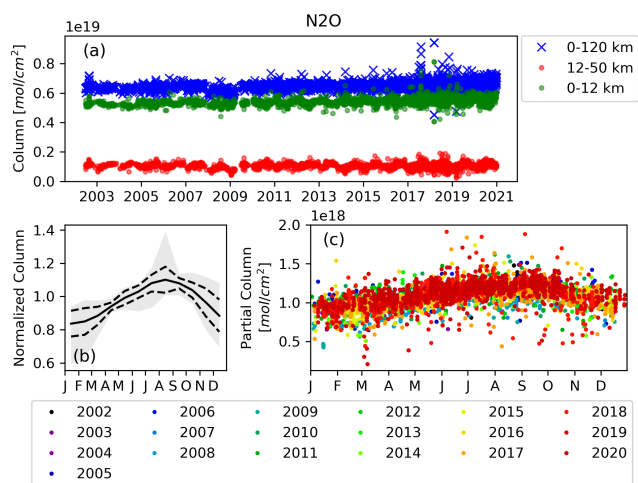 N2O
1e19
(a)
Column [mol/cm²]
0.8
0.6
0.4
0.2
0.0
2003 2005 2007 2009 2011 2013 2015 2017 2019 2021
0-120 km
12-50 km
0-12 km
Normalized Column
1.4
1.2
1.0
0.8
0.6
(b)
J F M A M J J A S O N D
1e18
(c)
Partial Column
[mol/cm²]
2.0
1.5
1.0
0.5
J F M A M J J A S O N D
2002 2006 2009 2012 2015 2018
2003 2007 2010 2013 2016 2019
2004 2008 2011 2014 2017 2020
2005